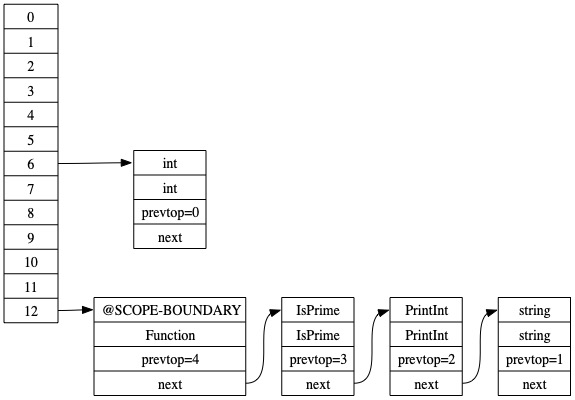 0
1
2
3
4
5
6
7
8
9
10
11
12
int
int
prevtop=0
next
@SCOPE-BOUNDARY
Function
prevtop=4
next
IsPrime
IsPrime
prevtop=3
next
PrintInt
PrintInt
prevtop=2
next
string
string
prevtop=1
next